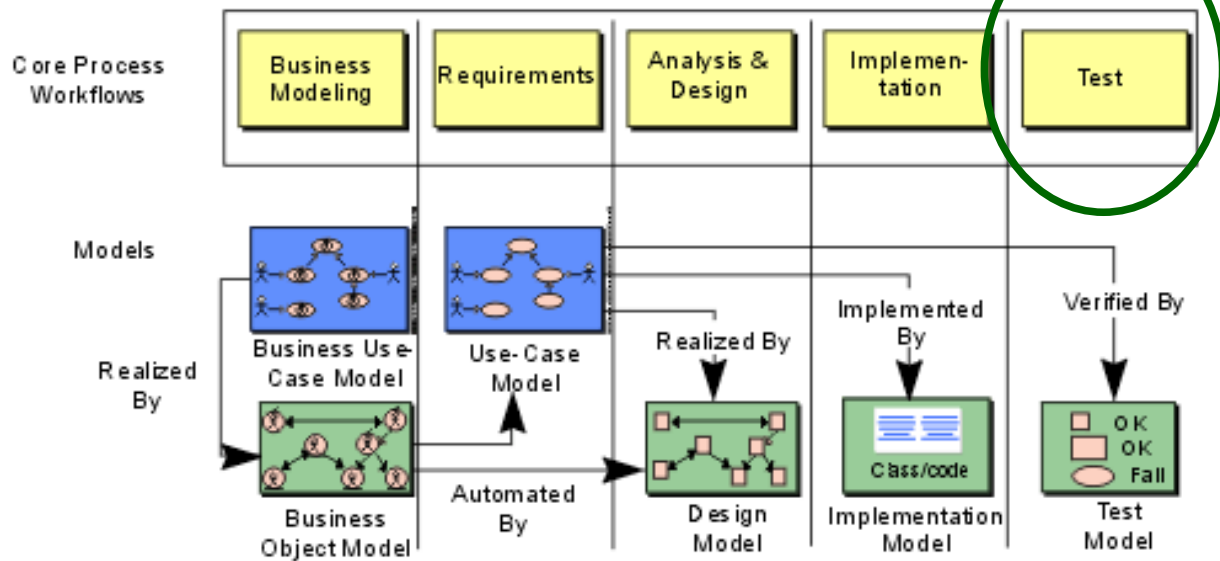 Core Process
Workflows
Business
Modeling
Requirements
Analysis &
Design
Implemen-
tation
Test
Models
Business Use-
Case Model
Use-Case
Model
Realized
By
Realized By
Implemented
By
Verified By
Automated
By
Business
Object Model
Design
Model
Class/code
Implementation
Model
OK
OK
Fail
Test
Model